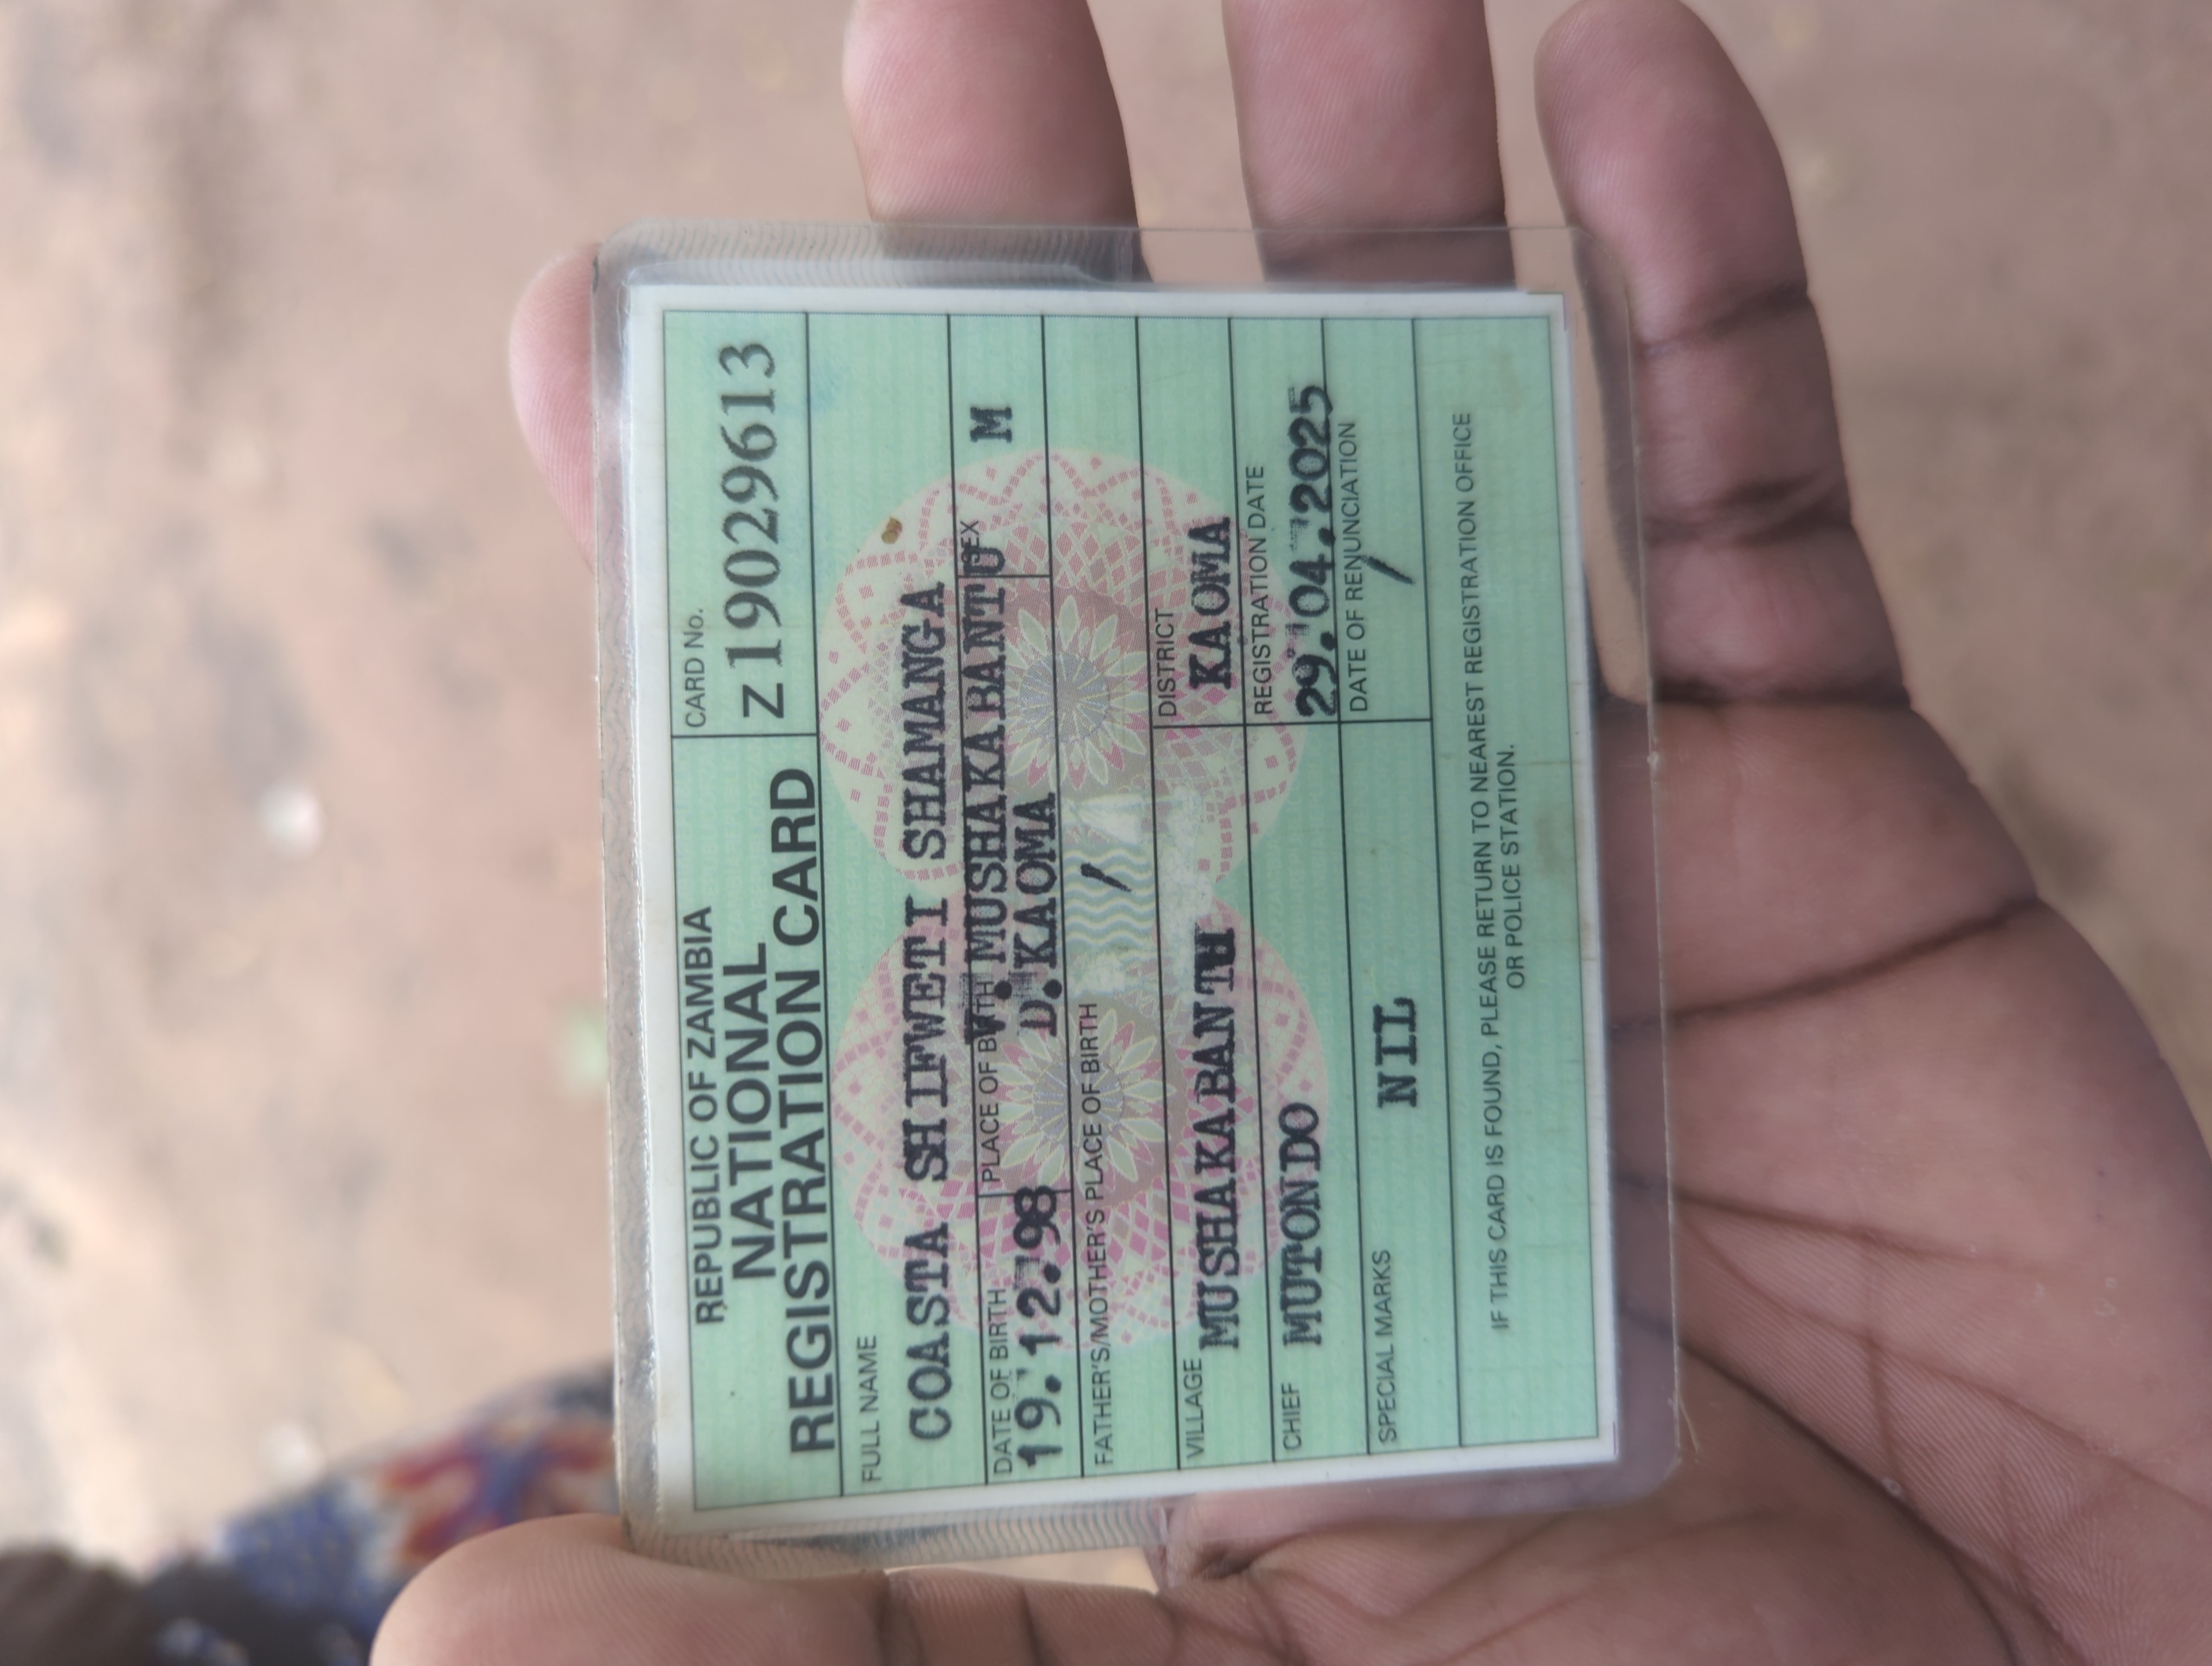 REPUBLIC OF ZAMBIA
NATIONAL
REGISTRATION CARD
CARD No.
Z 19029613
FULL NAME
COASTA SHIFWETI SHAMANGA
DATE OF BIRTH
19.12.98
PLACE OF BIRTH
V. MUSHAKABANTU
D. KAOMA
SEX
M
FATHER'S/MOTHER'S PLACE OF BIRTH
/
VILLAGE
MUSHAKABANTU
DISTRICT
KAOMA
CHIEF
MUTONDO
REGISTRATION DATE
29.04.2025
SPECIAL MARKS
NIL
DATE OF RENUNCIATION
/
IF THIS CARD IS FOUND, PLEASE RETURN TO NEAREST REGISTRATION OFFICE
OR POLICE STATION.